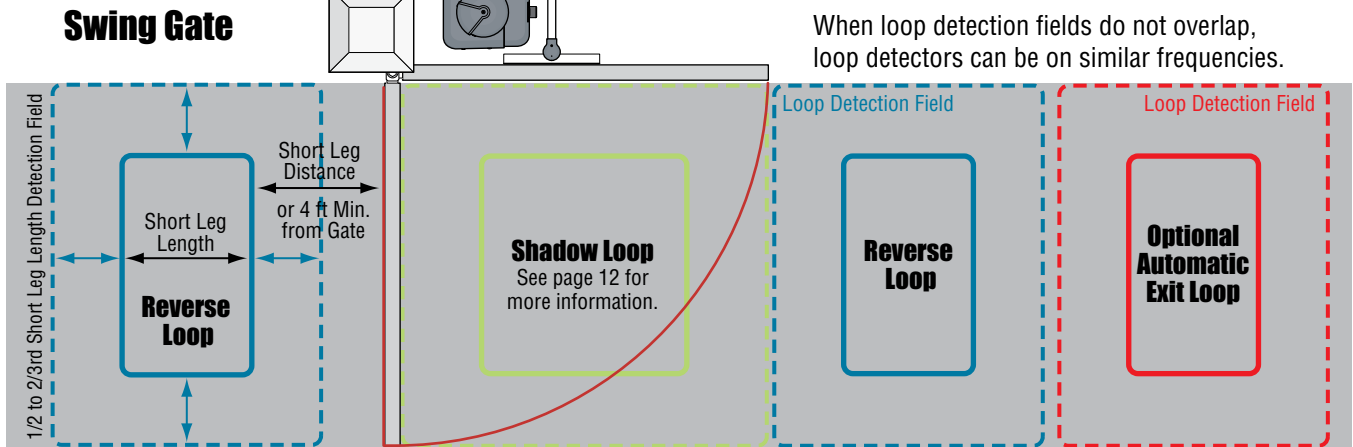 Swing Gate
When loop detection fields do not overlap,
loop detectors can be on similar frequencies.
1/2 to 2/3rd Short Leg Length Detection Field
Short Leg
Distance
or 4 ft Min.
from Gate
Short Leg
Length
Reverse
Loop
Shadow Loop
See page 12 for
more information.
Loop Detection Field
Reverse
Loop
Loop Detection Field
Optional
Automatic
Exit Loop